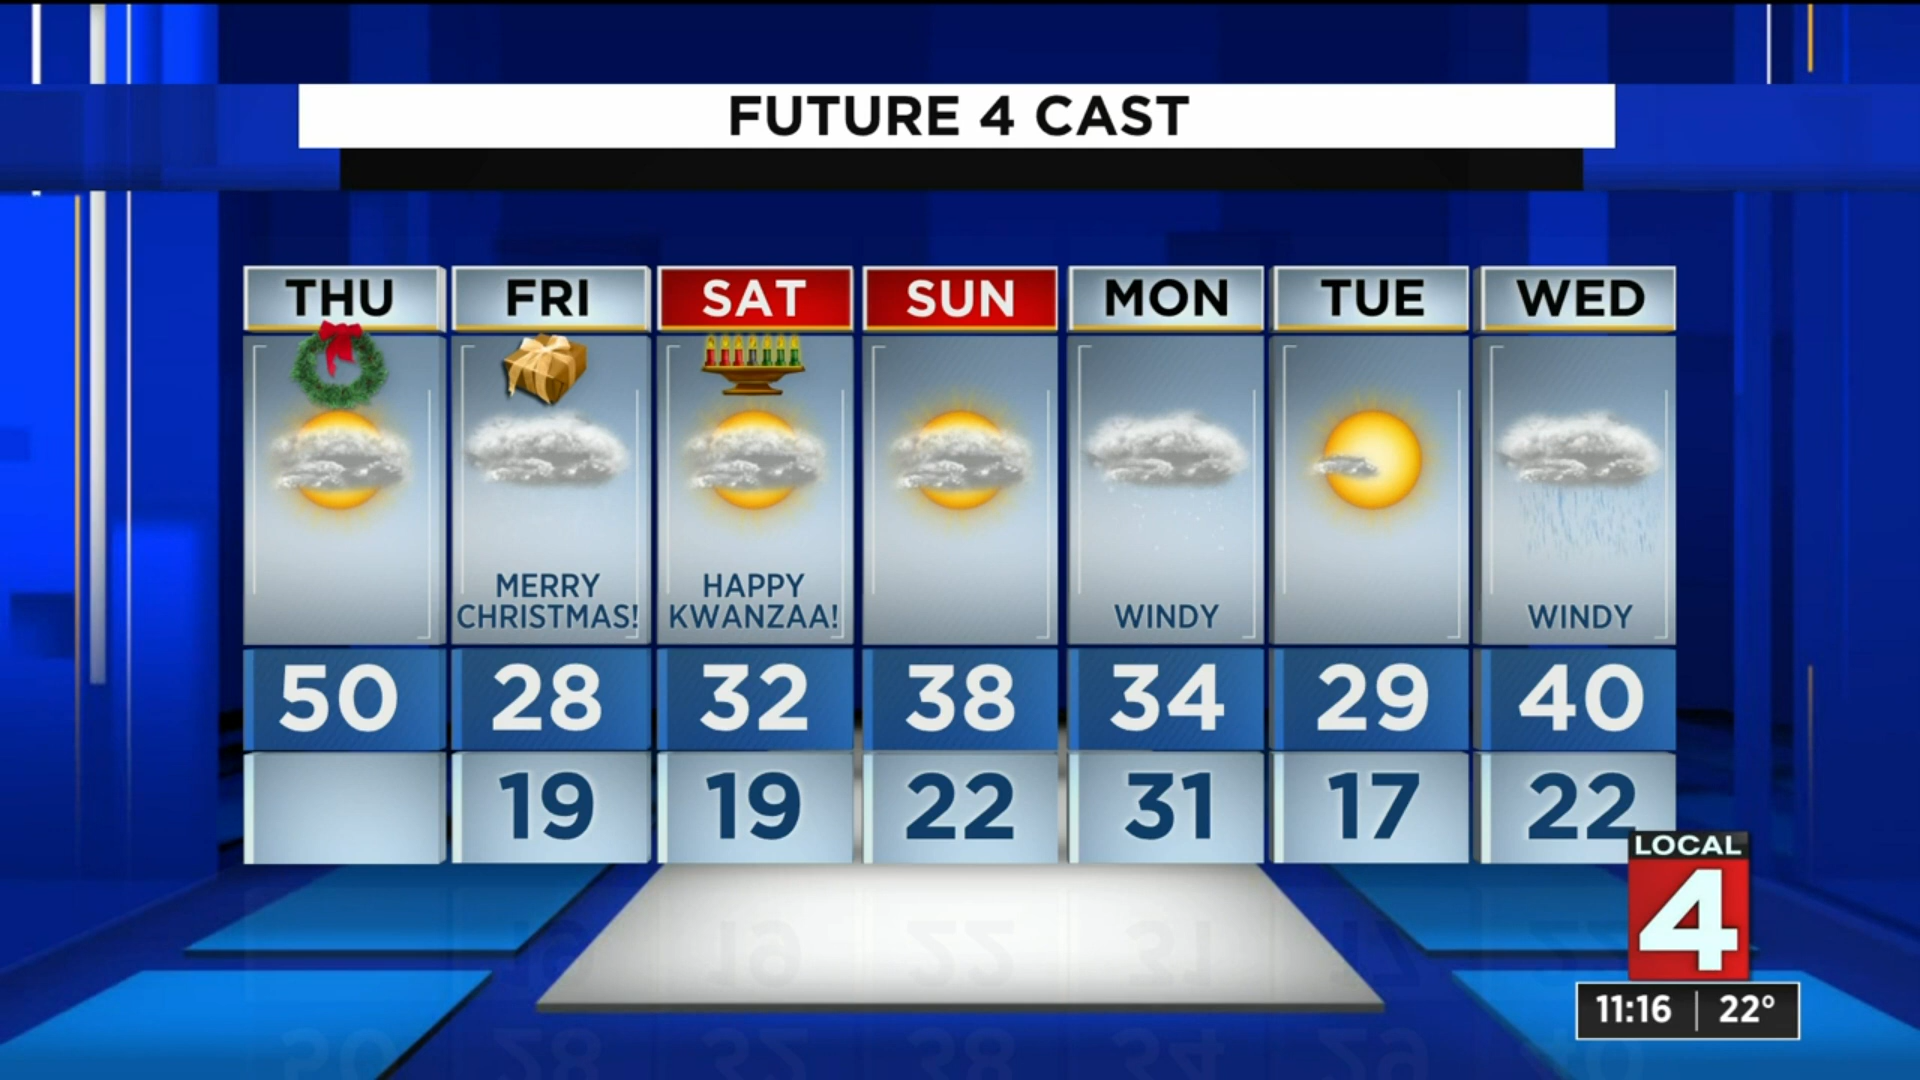 FUTURE 4 CAST
THU FRI SAT SUN MON TUE WED
MERRY
CHRISTMAS!
HAPPY
KWANZAA!
WINDY
WINDY
50 28 32 38 34 29 40
19 19 22 31 17 22
LOCAL
4
11:16 22°